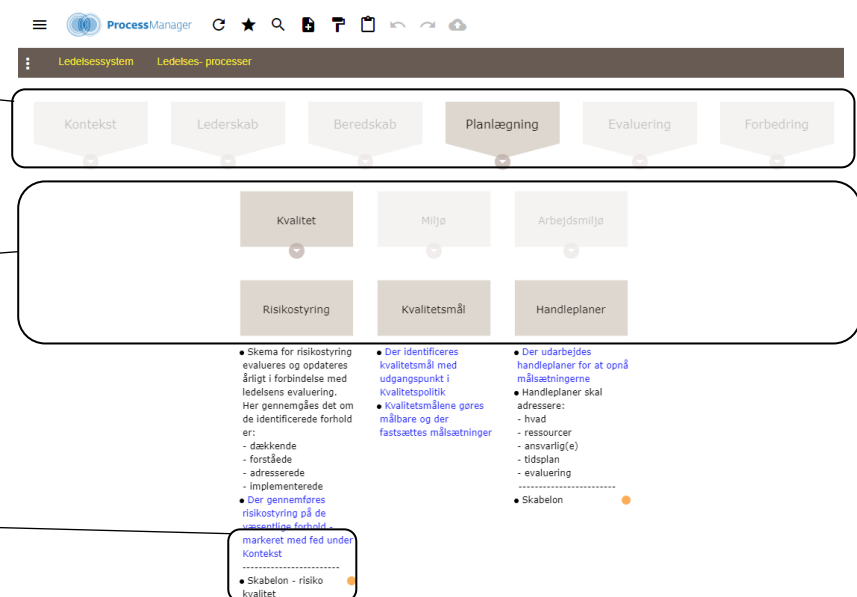 ProcessManager
Ledelsessystem Ledelses- processer
Kontekst Lederskab Beredskab Planlægning Evaluering Forbedring
Kvalitet Miljø Arbejdsmiljø
Risikostyring Kvalitetsmål Handleplaner
● Skema for risikostyring
evalueres og opdateres
årligt i forbindelse med
ledelsens evaluering.
Her gennemgåes det om
de identificerede forhold
er:
- dækkende
- forståede
- adresserede
- implementerede
● Der gennemføres
risikostyring på de
væsentlige forhold -
markeret med fed under
Kontekst
------------------------
● Skabelon - risiko
kvalitet
● Der identificeres
kvalitetsmål med
udgangspunkt i
Kvalitetspolitik
● Kvalitetsmålene gøres
målbare og der
fastsættes målsætninger
● Der udarbejdes
handleplaner for at opnå
målsætningerne
● Handleplaner skal
adressere:
- hvad
- ressourcer
- ansvarlig(e)
- tidsplan
- evaluering
------------------------
● Skabelon